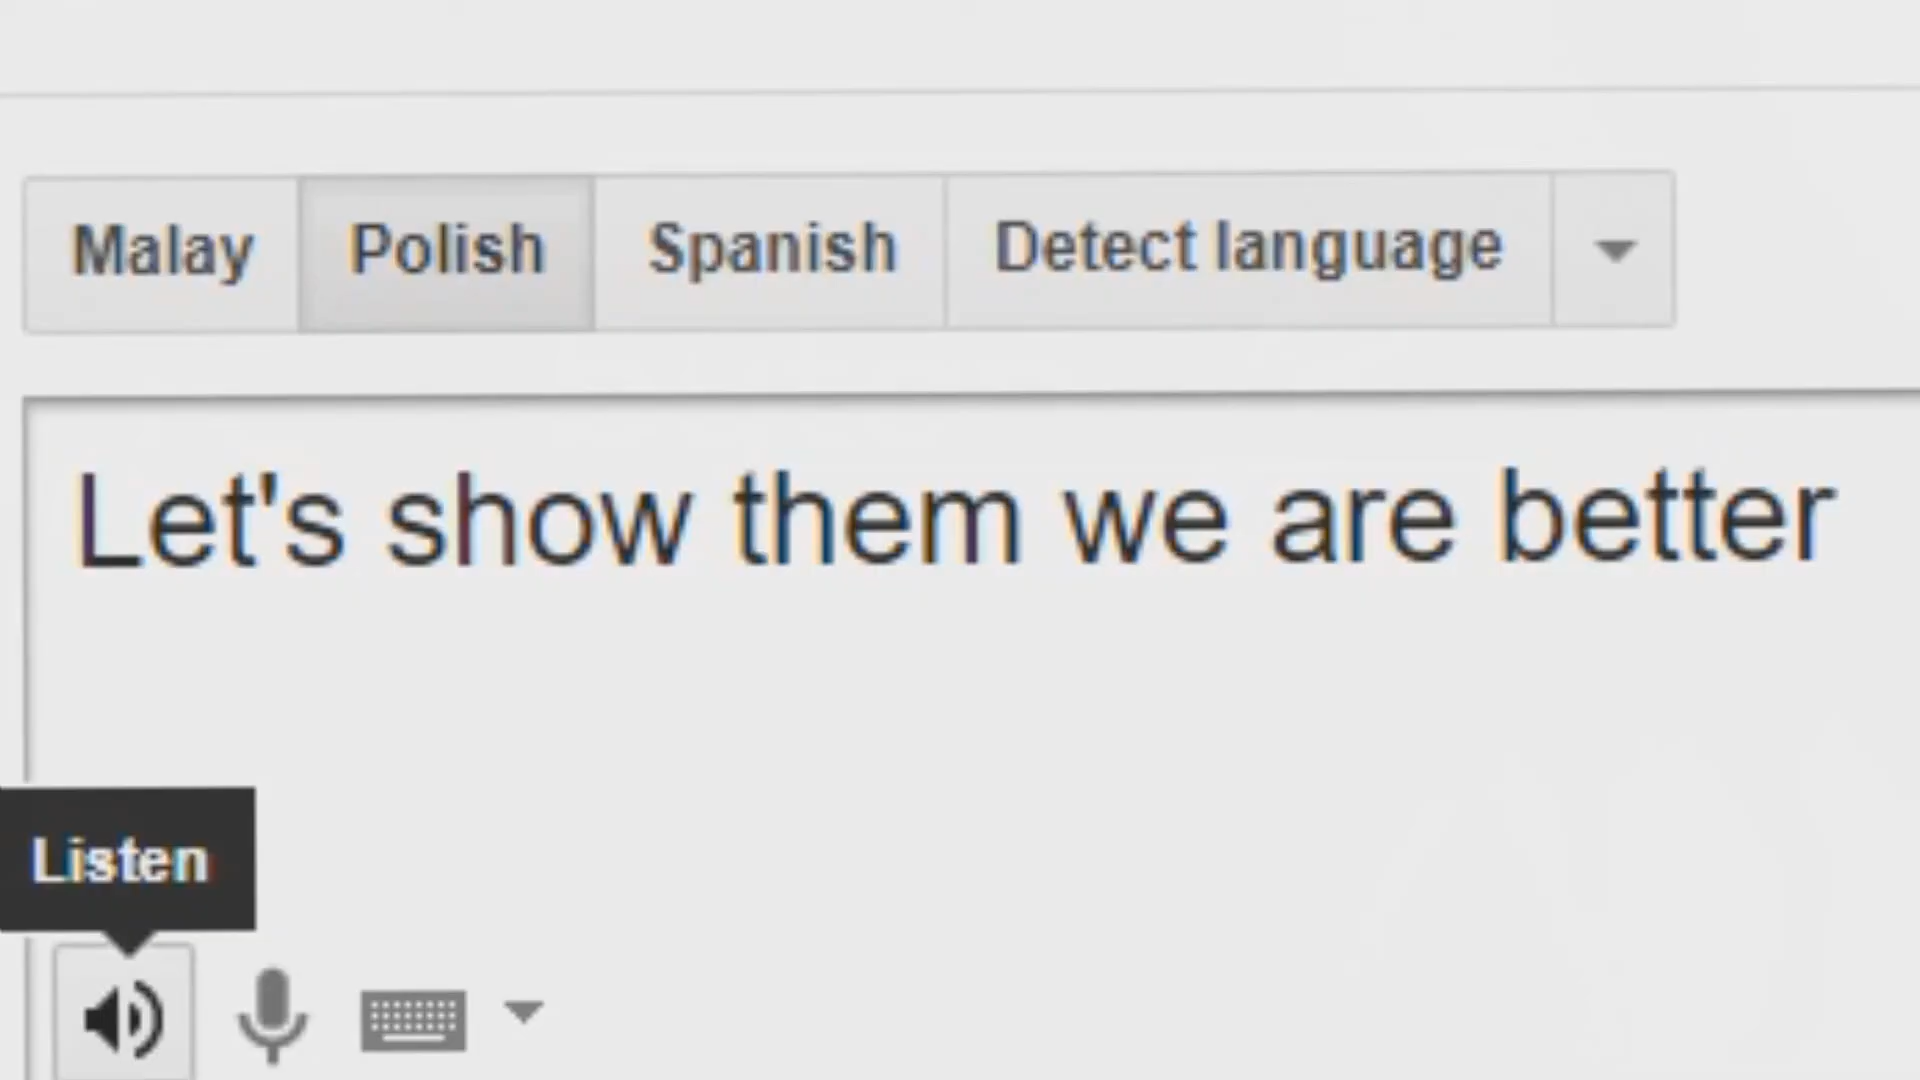 Malay Polish Spanish Detect language
Let's show them we are better
Listen